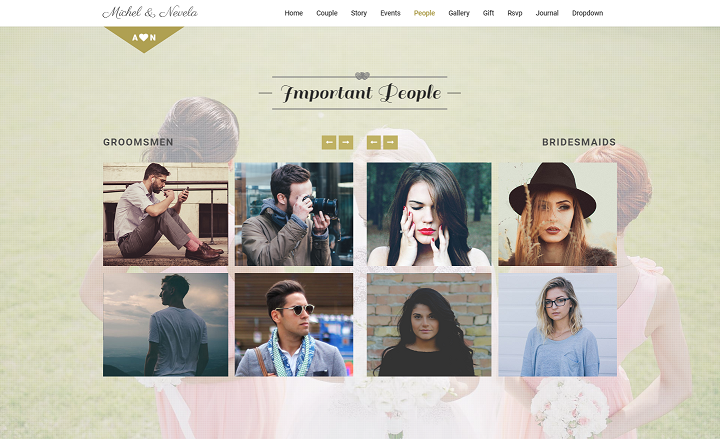 Michel & Nevela
Home Couple Story Events People Gallery Gift Rsvp Journal Dropdown
A N
Important People
GROOMSMEN
BRIDESMAIDS